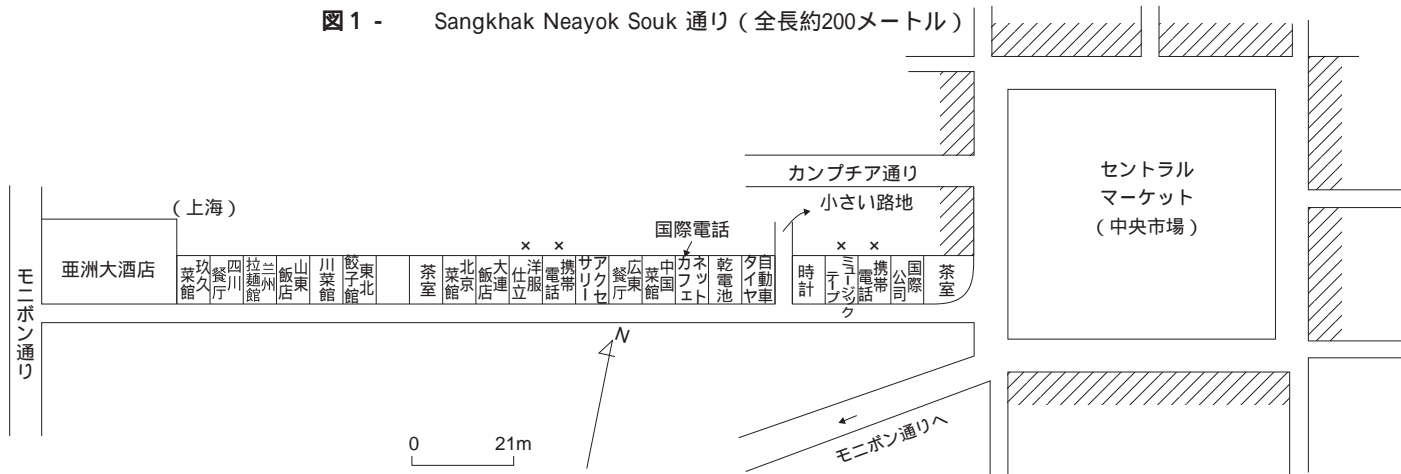 図1 - Sangkhak Neayok Souk 通り(全長約200メートル)
モニボン通り
亜洲大酒店
(上海)
玖久
菜館
四川
餐厅
兰州
拉麺館
山東
飯店
川菜館
東北
餃子館
茶室
北京
菜館
大連
飯店
×
洋服
仕立
×
携帯
電話
アクセ
サリー
広東
餐厅
中国
菜館
国際電話
ネット
カフェ
乾電池
自動車
タイヤ
カンプチア通り
小さい路地
時計
×
ミュージック
テープ
×
携帯
電話
国際
公司
茶室
セントラル
マーケット
(中央市場)
N
0 21m
モニボン通りへ